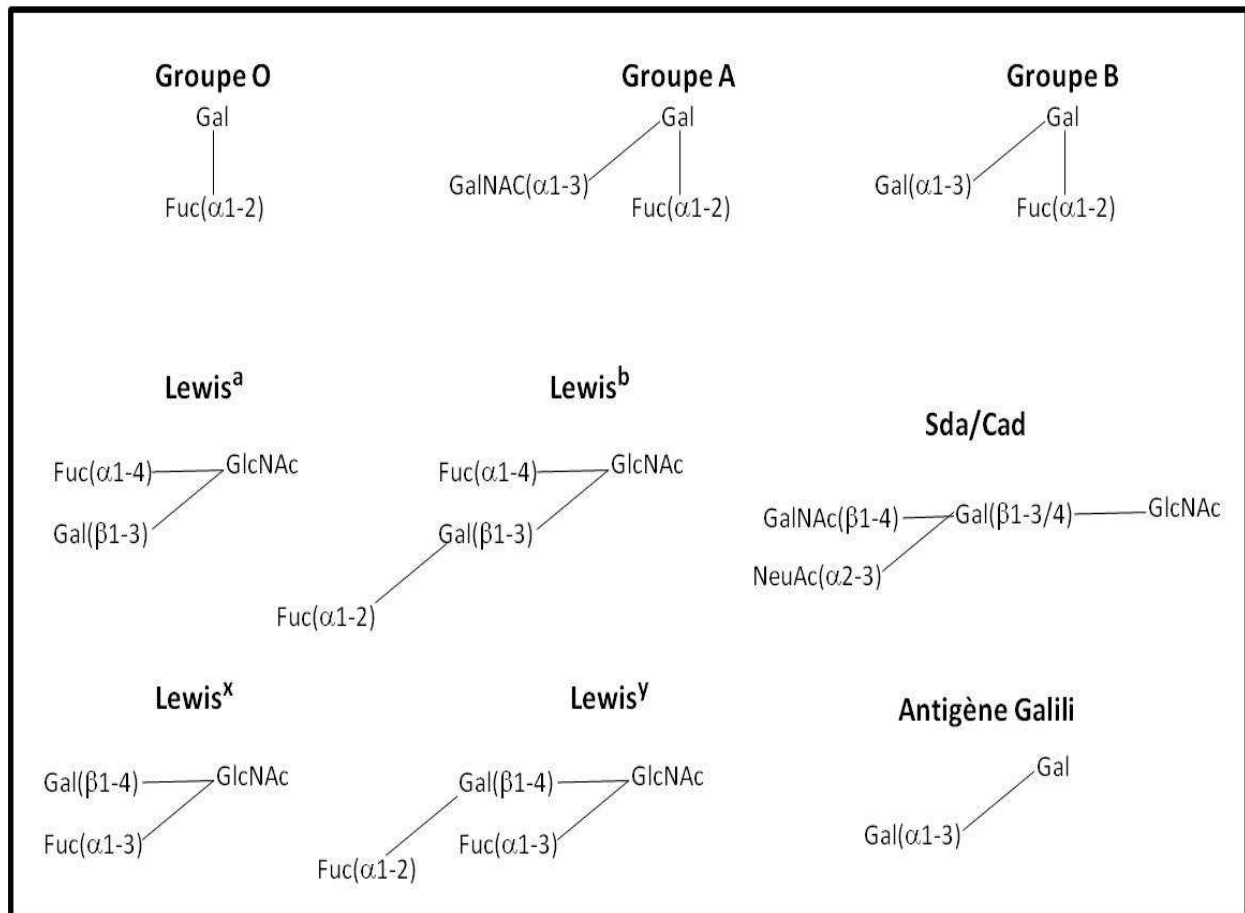 Groupe O
Gal
Fuc(α1-2)
Groupe A
Gal
GalNAC(α1-3)
Fuc(α1-2)
Groupe B
Gal
Gal(α1-3)
Fuc(α1-2)
Lewisᵃ
Fuc(α1-4) GlcNAc
Gal(β1-3)
Lewisᵇ
Fuc(α1-4) GlcNAc
Gal(β1-3)
Fuc(α1-2)
Sda/Cad
GalNAc(β1-4) Gal(β1-3/4) GlcNAc
NeuAc(α2-3)
Lewisˣ
Gal(β1-4) GlcNAc
Fuc(α1-3)
Lewisʸ
Gal(β1-4) GlcNAc
Fuc(α1-3)
Fuc(α1-2)
Antigène Galili
Gal
Gal(α1-3)